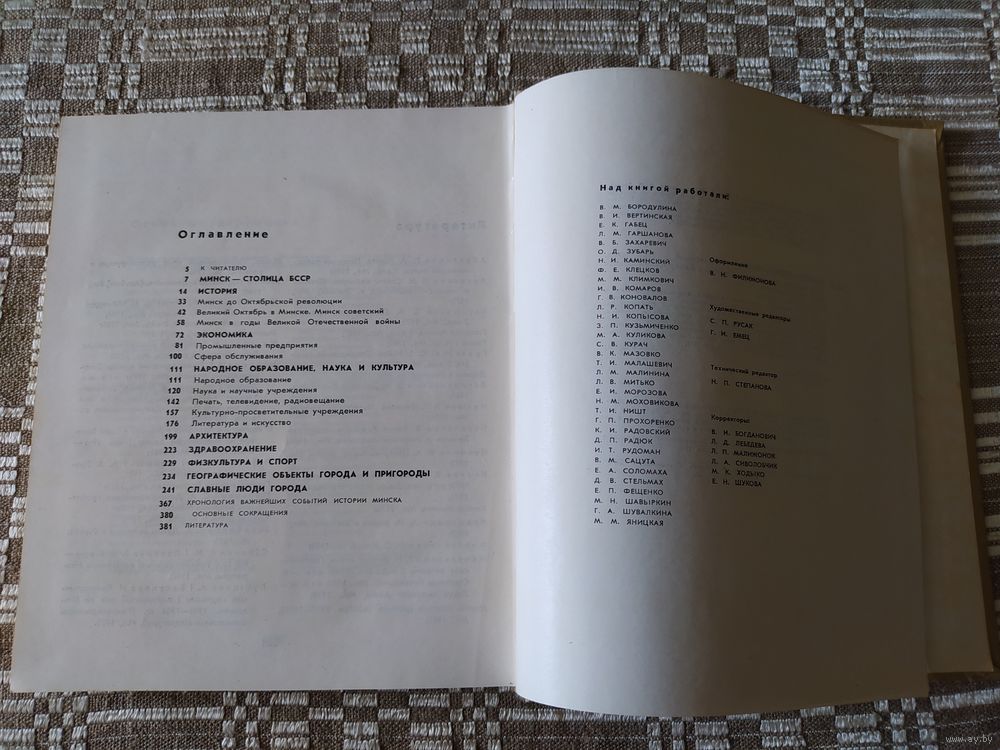 Оглавление
5 К ЧИТАТЕЛЮ
7 МИНСК — СТОЛИЦА БССР
14 ИСТОРИЯ
33 Минск до Октябрьской революции
42 Великий Октябрь в Минске. Минск советский
58 Минск в годы Великой Отечественной войны
72 ЭКОНОМИКА
81 Промышленные предприятия
100 Сфера обслуживания
111 НАРОДНОЕ ОБРАЗОВАНИЕ, НАУКА И КУЛЬТУРА
111 Народное образование
120 Наука и научные учреждения
142 Печать, телевидение, радиовещание
157 Культурно-просветительные учреждения
176 Литература и искусство
199 АРХИТЕКТУРА
223 ЗДРАВООХРАНЕНИЕ
229 ФИЗКУЛЬТУРА И СПОРТ
234 ГЕОГРАФИЧЕСКИЕ ОБЪЕКТЫ ГОРОДА И ПРИГОРОДЫ
241 СЛАВНЫЕ ЛЮДИ ГОРОДА
367 ХРОНОЛОГИЯ ВАЖНЕЙШИХ СОБЫТИЙ ИСТОРИИ МИНСКА
380 ОСНОВНЫЕ СОКРАЩЕНИЯ
381 ЛИТЕРАТУРА
Над книгой работали:
В. М. БОРОДУЛИНА
В. И. ВЕРТИНСКАЯ
Е. К. ГАБЕЦ
Л. М. ГАРШАНОВА
В. Б. ЗАХАРЕВИЧ
О. Д. ЗУБАРЬ
Н. И. КАМИНСКИЙ
Ф. Е. КЛЕЦКОВ
М. М. КЛИМКОВИЧ
И. В. КОМАРОВ
Г. В. КОНОВАЛОВ
Л. Р. КОПАТЬ
Н. И. КОПЫСОВА
З. П. КУЗЬМИЧЕНКО
М. А. КУЛИКОВА
С. В. КУРАЧ
В. К. МАЗОВКО
Т. И. МАЛАШЕВИЧ
Л. М. МАЛИНИНА
Л. В. МИТЬКО
Е. И. МОРОЗОВА
Н. М. МОХОВИКОВА
Т. И. НИШТ
Г. П. ПРОХОРЕНКО
К. И. РАДОВСКИЙ
Д. П. РАДЮК
И. Т. РУДОМАН
В. М. САЦУТА
Е. А. СОЛОМАХА
Д. В. СТЕЛЬМАХ
Е. П. ФЕЩЕНКО
М. Н. ШАВЫРКИН
Г. А. ШУВАЛКИНА
М. М. ЯНИЦКАЯ
Оформление
В. Н. ФИЛИМОНОВА
Художественные редакторы
С. П. РУСАК
Г. И. ЕМЕЦ
Технический редактор
Н. П. СТЕПАНОВА
Корректоры:
В. И. БОГДАНОВИЧ
Л. Д. ЛЕБЕДЕВА
Л. П. МАЛИЖОНОК
Л. А. СИВОЛОБЧИК
М. К. ХОДЫКО
Е. Н. ШУКОВА
www.ay.by